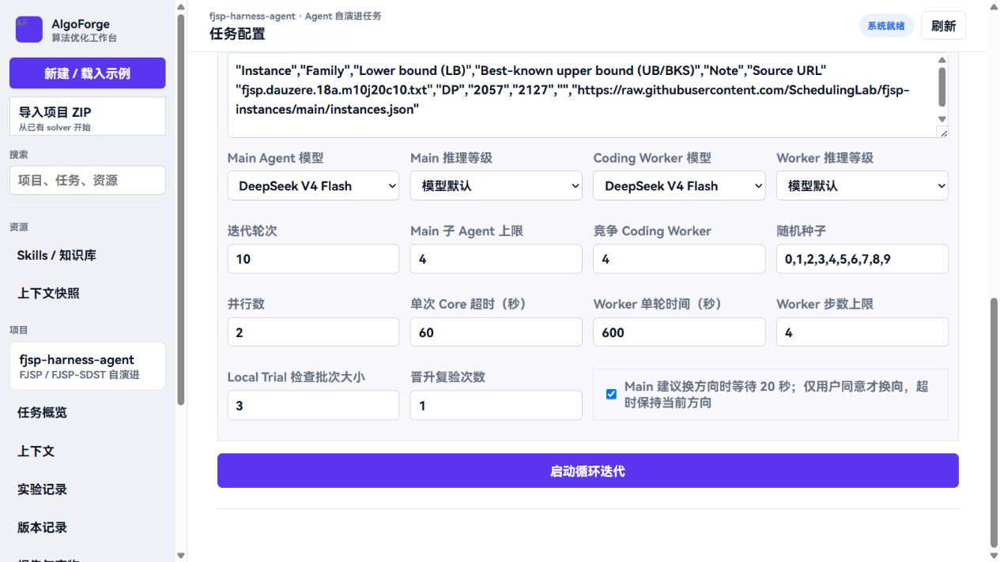 AF
AlgoForge
算法优化工作台
新建 / 载入示例
导入项目 ZIP
从已有 solver 开始
搜索
项目、任务、资源
资源
Skills / 知识库
上下文快照
项目
fjsp-harness-agent
FJSP / FJSP-SDST 自演进
任务概览
上下文
实验记录
版本记录
fjsp-harness-agent · Agent 自演进任务
任务配置
系统就绪
刷新
"Instance","Family","Lower bound (LB)","Best-known upper bound (UB/BKS)","Note","Source URL"
"fjsp.dauzere.18a.m10j20c10.txt","DP","2057","2127","","https://raw.githubusercontent.com/SchedulingLab/fjsp-
instances/main/instances.json"
Main Agent 模型
Main 推理等级
Coding Worker 模型
Worker 推理等级
DeepSeek V4 Flash
模型默认
DeepSeek V4 Flash
模型默认
迭代轮次
Main 子 Agent 上限
竞争 Coding Worker
随机种子
10
4
4
0,1,2,3,4,5,6,7,8,9
并行数
单次 Core 超时（秒）
Worker 单轮时间（秒）
Worker 步数上限
2
60
600
4
Local Trial 检查批次大小
晋升复验次数
3
1
Main 建议换方向时等待 20 秒；仅用户同意才换向，超
时保持当前方向
启动循环迭代